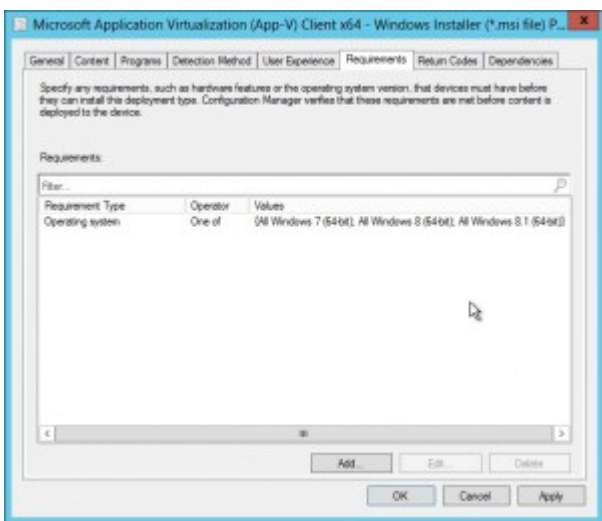 Microsoft Application Virtualization (App-V) Client x64 - Windows Installer (*.msi file) P...
General Content Programs Detection Method User Experience Requirements Return Codes Dependencies
Specify any requirements, such as hardware features or the operating system version, that devices must have before
they can install this deployment type. Configuration Manager verifies that these requirements are met before content is
deployed to the device.
Requirements:
Filter...
Requirement Type Operator Values
Operating system One of {All Windows 7 (64-bit); All Windows 8 (64-bit); All Windows 8.1 (64-bit)}
Add... Edit... Delete
OK Cancel Apply